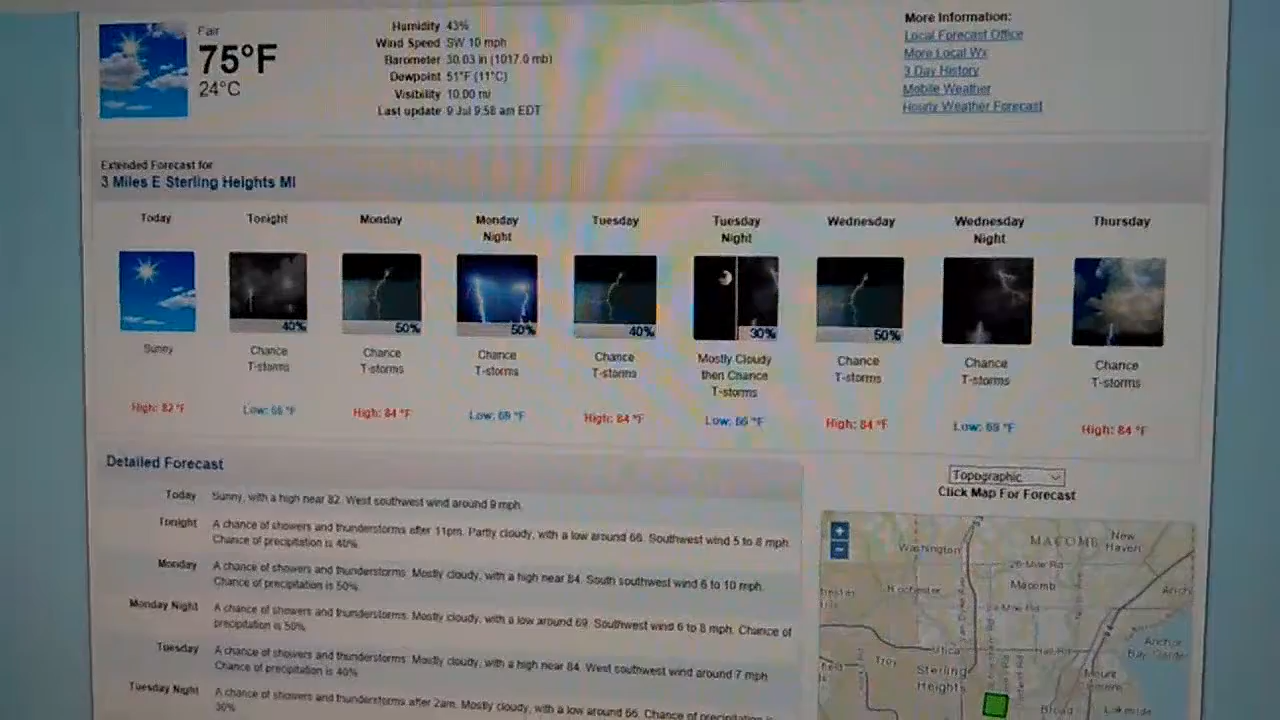 Fair
75°F
24°C
Humidity 43%
Wind Speed SW 10 mph
Barometer 30.03 in (1017.0 mb)
Dewpoint 51°F (11°C)
Visibility 10.00 mi
Last update 9 Jul 9:58 am EDT
More Information:
Local Forecast Office
More Local Wx
3 Day History
Mobile Weather
Hourly Weather Forecast
Extended Forecast for
3 Miles E Sterling Heights MI
Today
Sunny
High: 82 °F
Tonight
40%
Chance
T-storms
Low: 66 °F
Monday
50%
Chance
T-storms
High: 84 °F
Monday
Night
50%
Chance
T-storms
Low: 69 °F
Tuesday
40%
Chance
T-storms
High: 84 °F
Tuesday
Night
30%
Mostly Cloudy
then Chance
T-storms
Low: 66 °F
Wednesday
50%
Chance
T-storms
High: 84 °F
Wednesday
Night
Chance
T-storms
Low: 69 °F
Thursday
Chance
T-storms
High: 84 °F
Detailed Forecast
Today Sunny, with a high near 82. West southwest wind around 9 mph.
Tonight A chance of showers and thunderstorms after 11pm. Partly cloudy, with a low around 66. Southwest wind 5 to 8 mph.
Chance of precipitation is 40%.
Monday A chance of showers and thunderstorms. Mostly cloudy, with a high near 84. South southwest wind 6 to 10 mph.
Chance of precipitation is 50%.
Monday Night A chance of showers and thunderstorms. Mostly cloudy, with a low around 69. Southwest wind 6 to 8 mph. Chance of
precipitation is 50%.
Tuesday A chance of showers and thunderstorms. Mostly cloudy, with a high near 84. West southwest wind around 7 mph.
Chance of precipitation is 40%.
Tuesday Night A chance of showers and thunderstorms after 2am. Mostly cloudy, with a low around 66. Chance of precipitation is
30%.
Topographic
Click Map For Forecast
+
−
Washington
MACOMB
New
Haven
26 Mile Rd
Rochester
Macomb
24 Mile Rd
Utica
Hall Rd
Troy
Sterling
Heights
Anchor
Bay
Mount
Lakeside